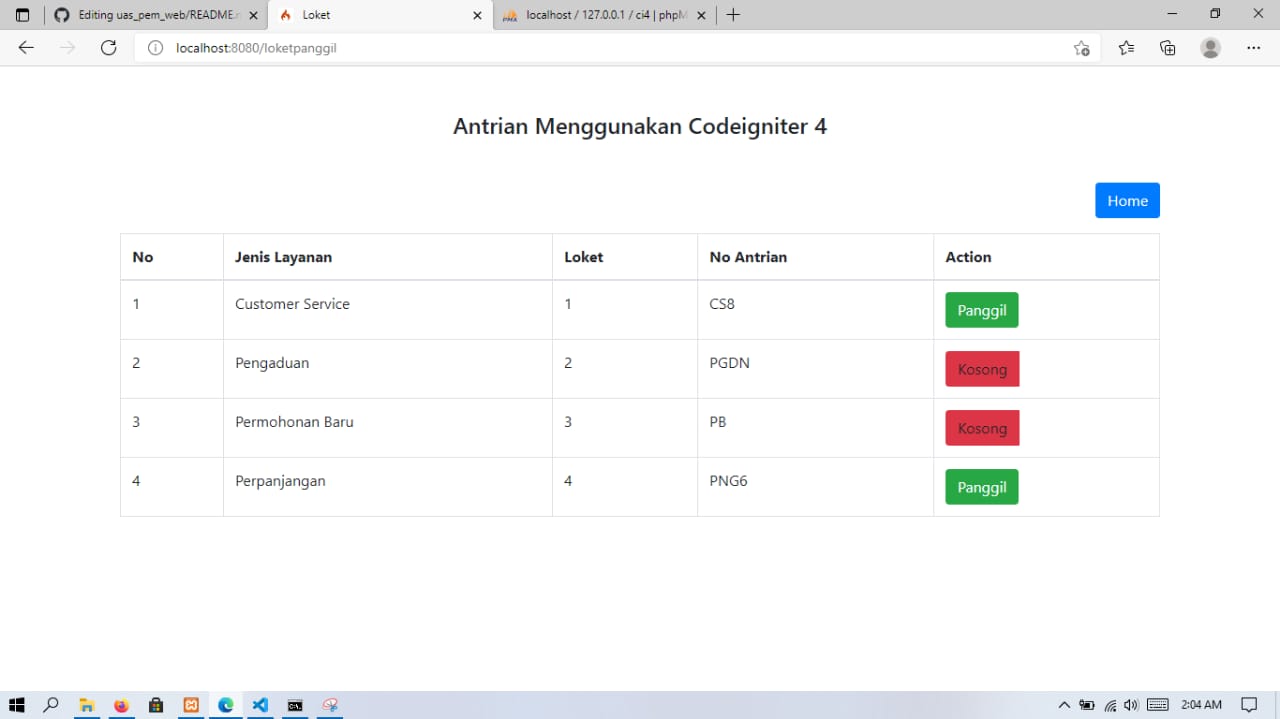 Editing uas_pem_web/README.m
Loket
localhost / 127.0.0.1 / ci4 | phpM
localhost:8080/loketpanggil
Antrian Menggunakan Codeigniter 4
Home
No Jenis Layanan Loket No Antrian Action
1 Customer Service 1 CS8 Panggil
2 Pengaduan 2 PGDN Kosong
3 Permohonan Baru 3 PB Kosong
4 Perpanjangan 4 PNG6 Panggil
2:04 AM